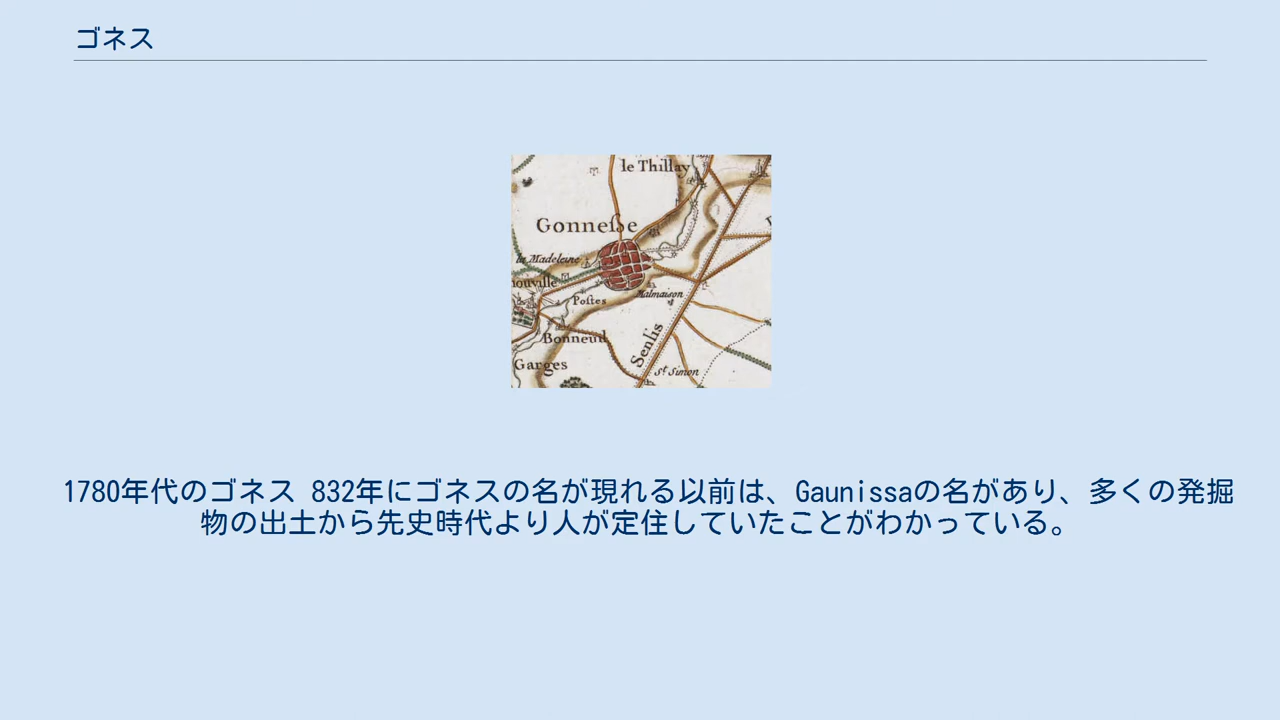 ゴネス
le Thillay
Gonneſse
la Madeleine
nouville
Postes
Malmaison
Bonneuil
Senlis
Garges
St. Simon
1780年代のゴネス 832年にゴネスの名が現れる以前は、Gaunissaの名があり、多くの発掘
物の出土から先史時代より人が定住していたことがわかっている。